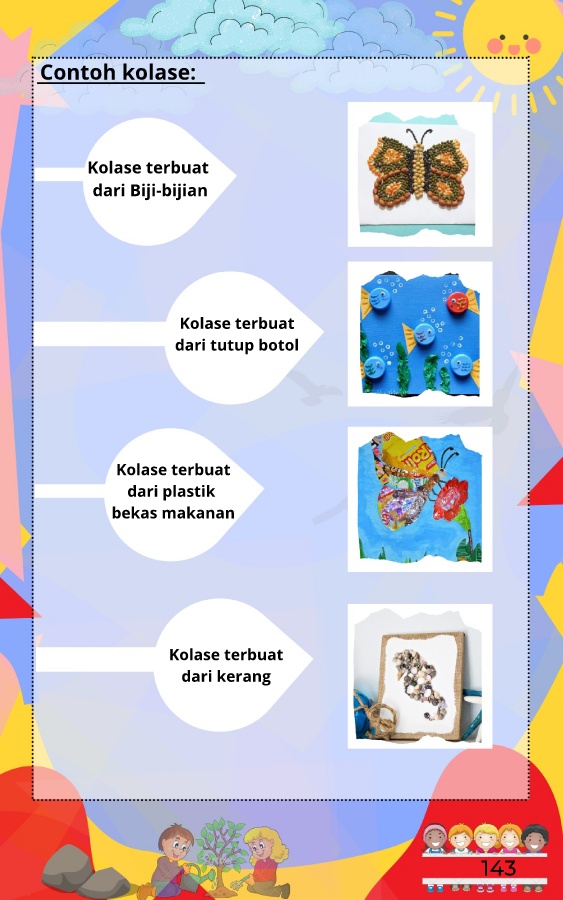 Contoh kolase:
Kolase terbuat
dari Biji-bijian
Kolase terbuat
dari tutup botol
Kolase terbuat
dari plastik
bekas makanan
Kolase terbuat
dari kerang
143